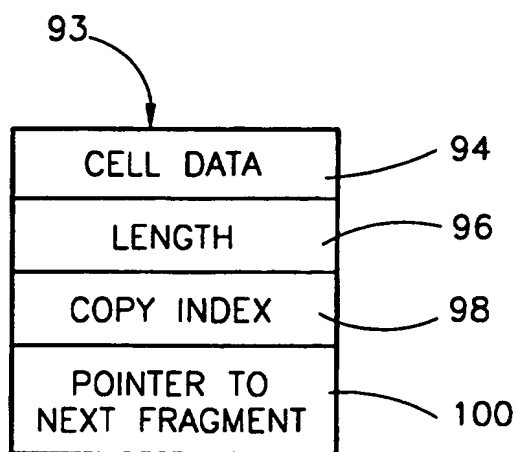 93
CELL DATA 94
LENGTH 96
COPY INDEX 98
POINTER TO
NEXT FRAGMENT 100